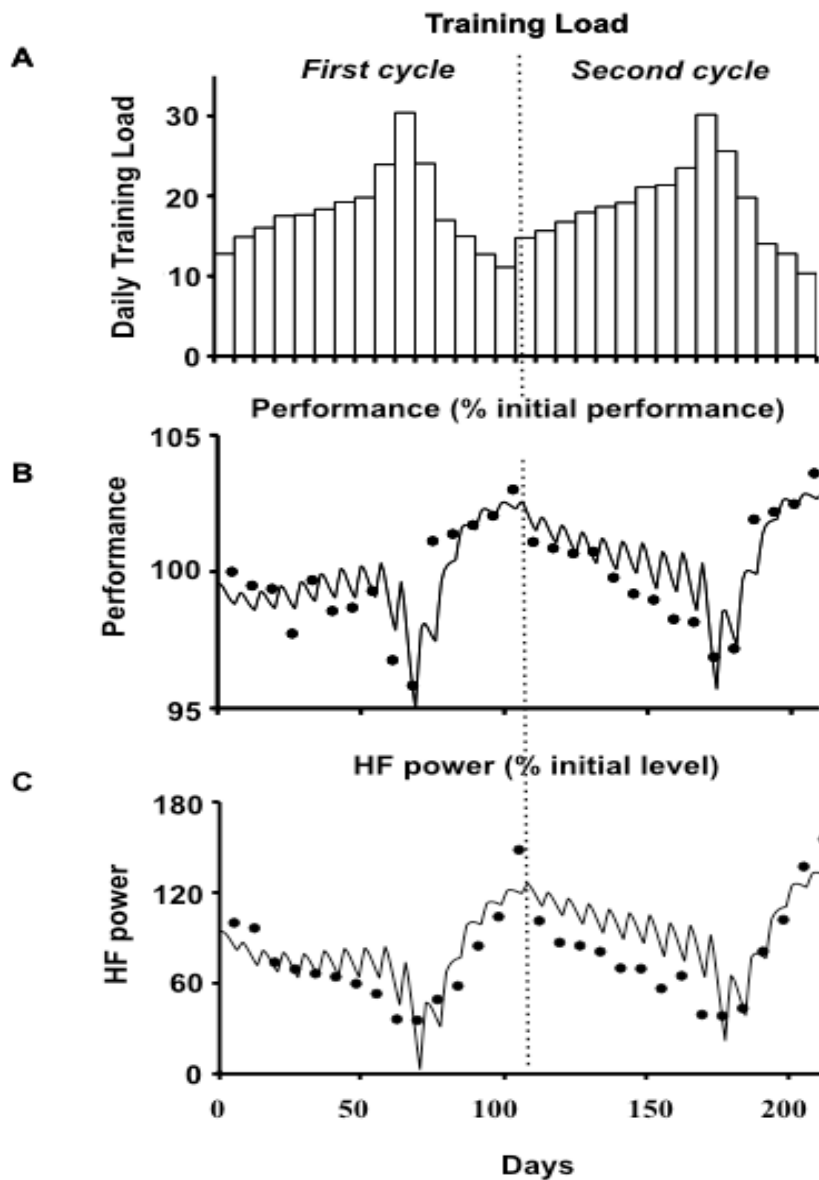 Training Load
A
First cycle
Second cycle
Daily Training Load
30
20
10
0
Performance (% initial performance)
B
Performance
105
100
95
HF power (% initial level)
C
HF power
180
120
60
0
0 50 100 150 200
Days